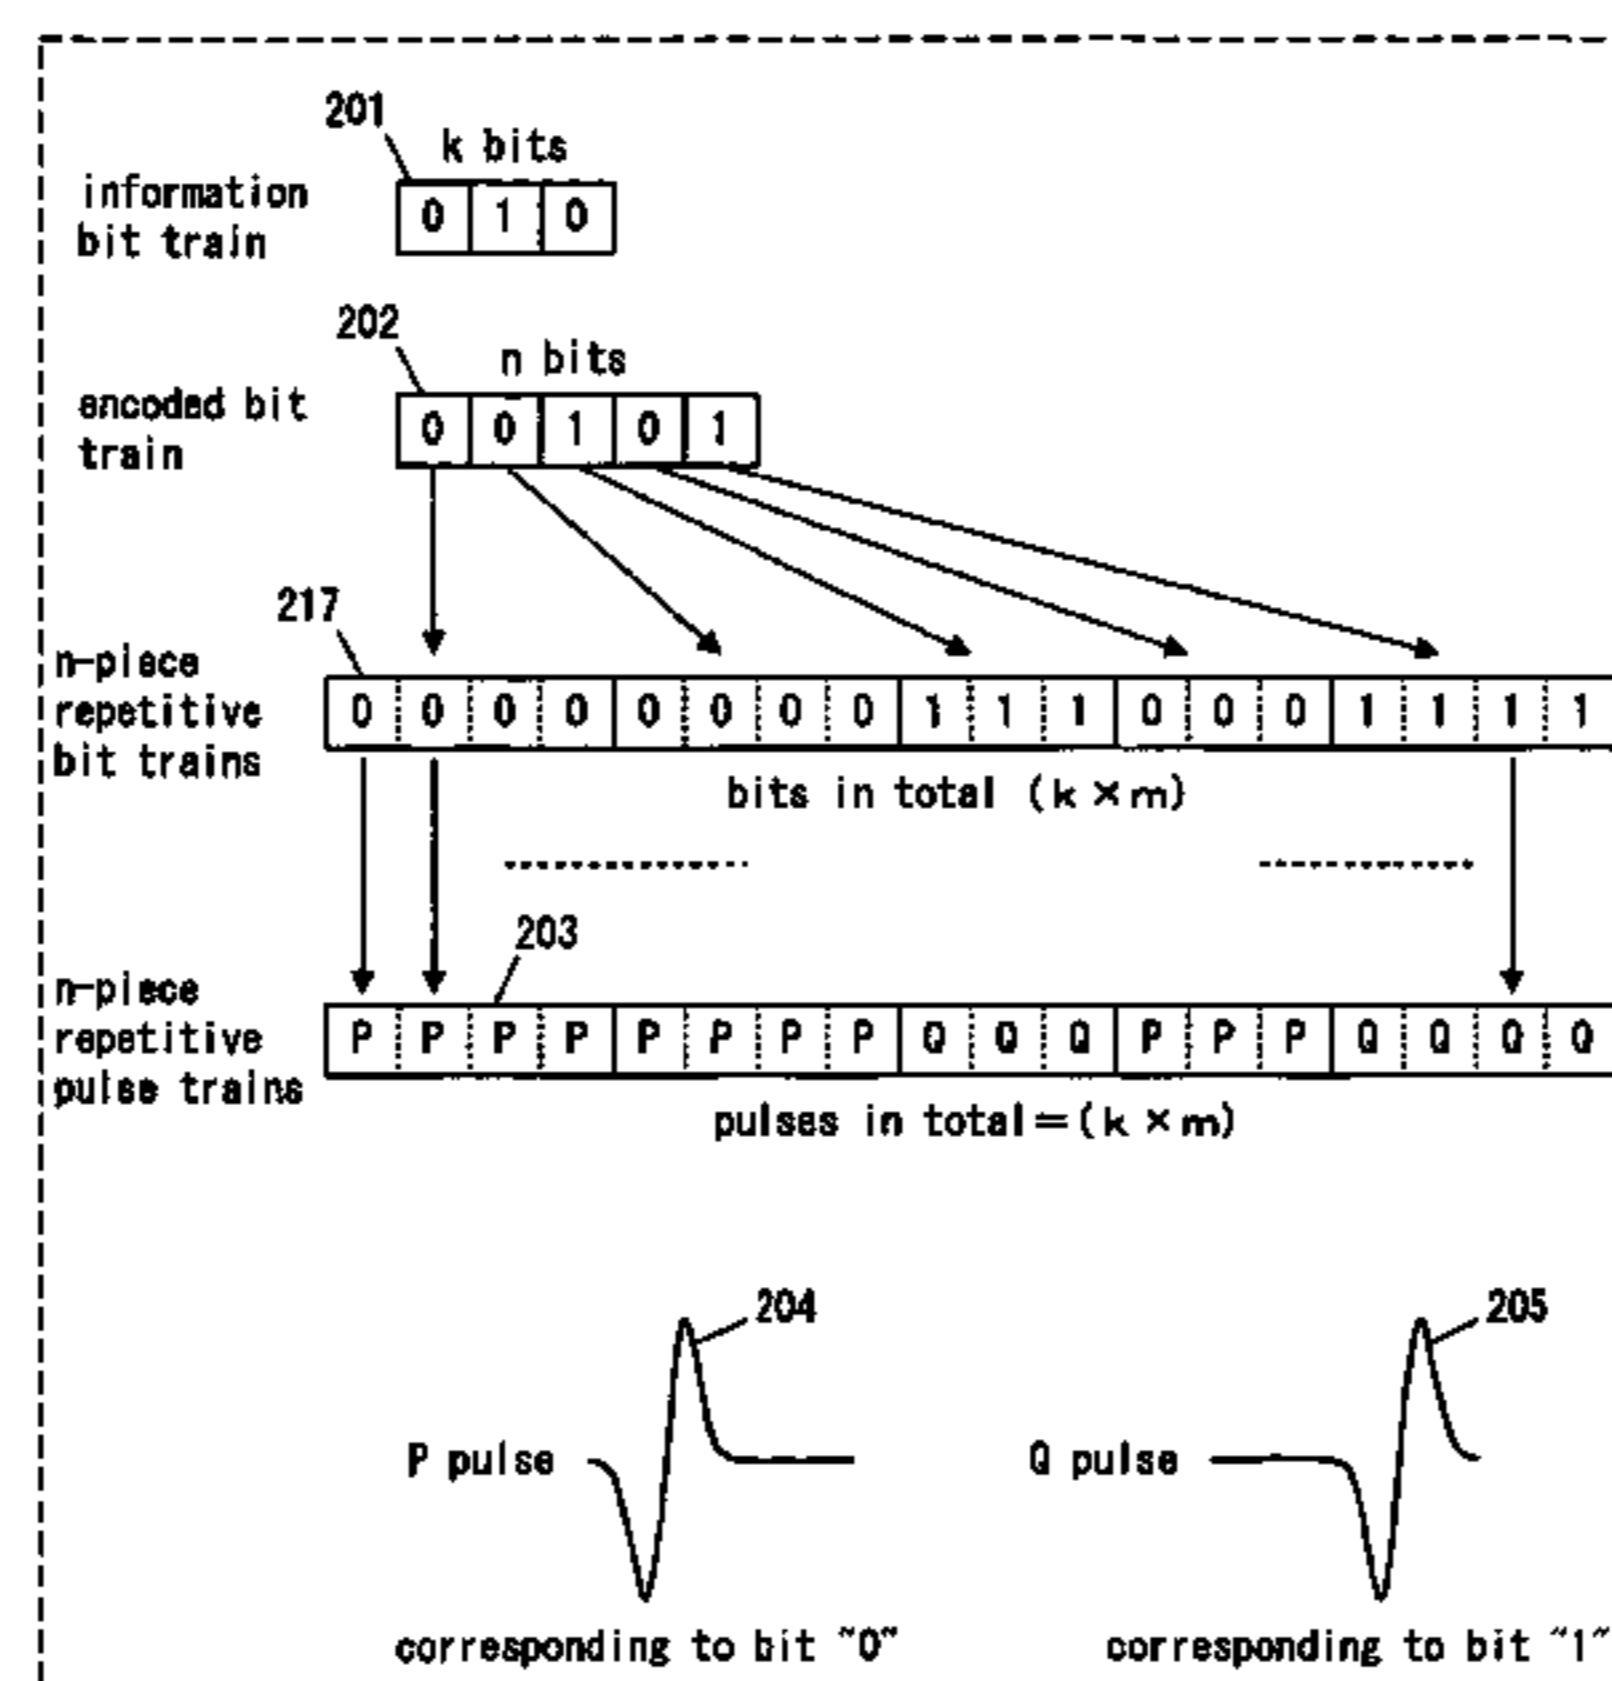 201
k bits
information
bit train
0 1 0
202
n bits
encoded bit
train
0 0 1 0 1
217
n-piece
repetitive
bit trains
0 0 0 0 0 0 0 0 1 1 1 0 0 0 1 1 1 1
bits in total (k×m)
203
n-piece
repetitive
pulse trains
P P P P P P P P Q Q Q P P P Q Q Q Q
pulses in total=(k×m)
204
205
P pulse
Q pulse
corresponding to bit "0"
corresponding to bit "1"